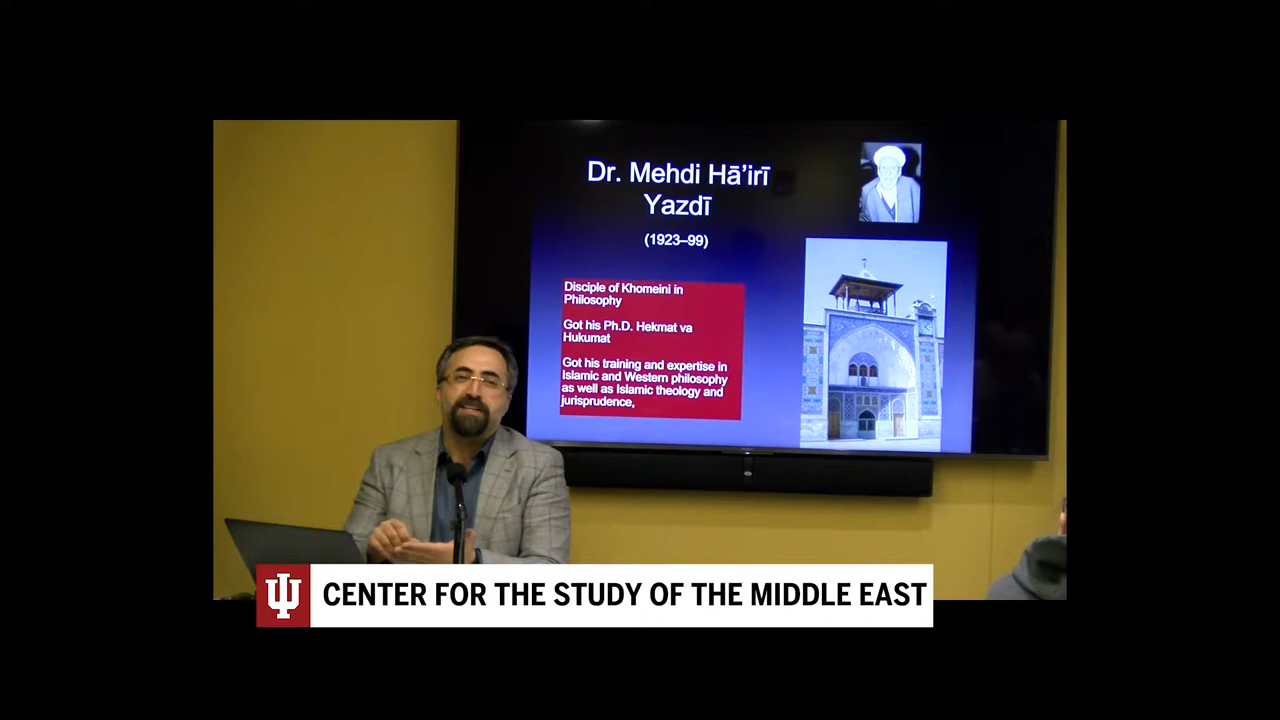 Dr. Mehdi Hā'irī
Yazdī
(1923–99)
Disciple of Khomeini in
Philosophy
Got his Ph.D. Hekmat va
Hukumat
Got his training and expertise in
Islamic and Western philosophy
as well as Islamic theology and
jurisprudence,
CENTER FOR THE STUDY OF THE MIDDLE EAST